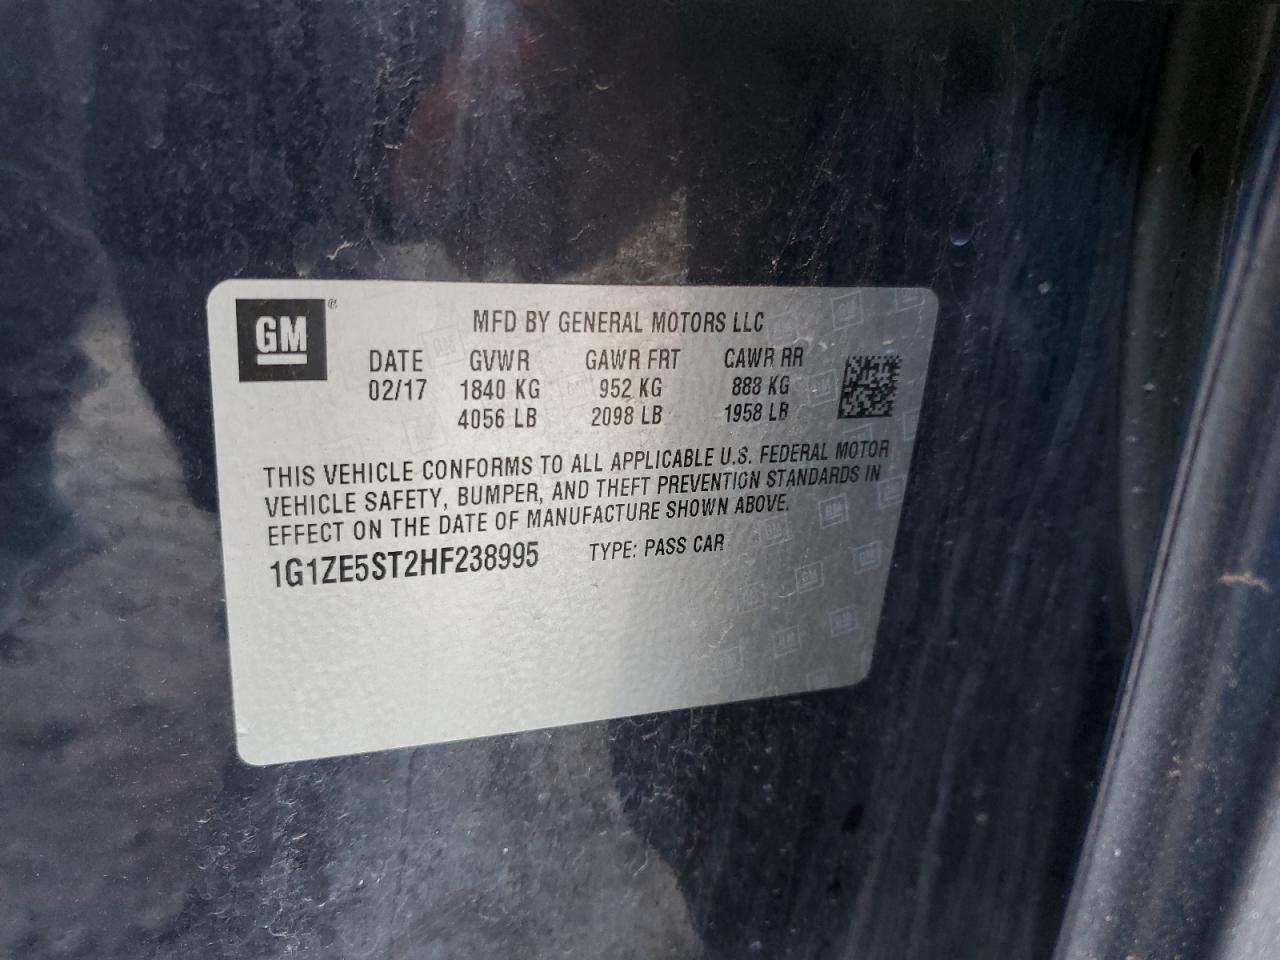 GM ®
MFD BY GENERAL MOTORS LLC
DATE GVWR GAWR FRT GAWR RR
02/17 1840 KG 952 KG 888 KG
4056 LB 2098 LB 1958 LB
THIS VEHICLE CONFORMS TO ALL APPLICABLE U.S. FEDERAL MOTOR
VEHICLE SAFETY, BUMPER, AND THEFT PREVENTION STANDARDS IN
EFFECT ON THE DATE OF MANUFACTURE SHOWN ABOVE.
1G1ZE5ST2HF238995 TYPE: PASS CAR